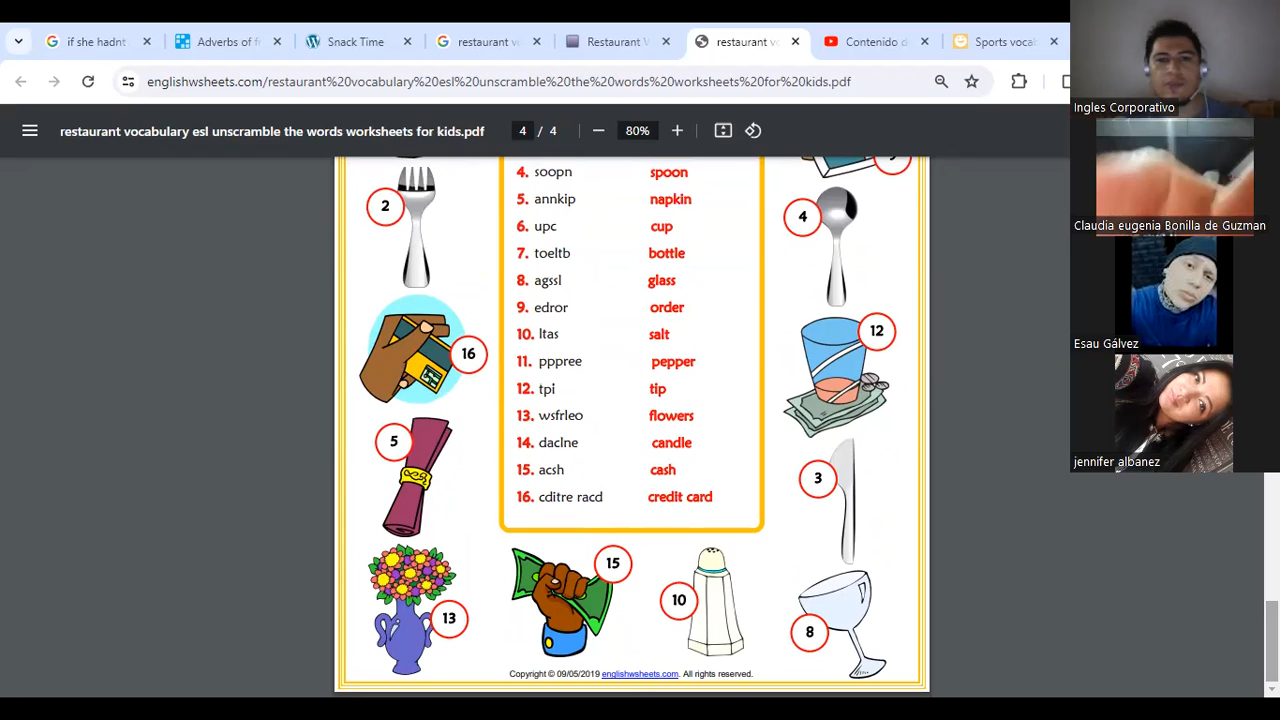 if she hadnt
Adverbs of f
Snack Time
restaurant vo
Restaurant V
restaurant vo
Contenido d
Sports vocab
englishwsheets.com/restaurant%20vocabulary%20esl%20unscramble%20the%20words%20worksheets%20for%20kids.pdf
restaurant vocabulary esl unscramble the words worksheets for kids.pdf
4 / 4
80%
Ingles Corporativo
Claudia eugenia Bonilla de Guzman
Esau Gálvez
jennifer albanez
4. soopn spoon
5. annkip napkin
6. upc cup
7. toeltb bottle
8. agssl glass
9. edror order
10. ltas salt
11. pppree pepper
12. tpi tip
13. wsfrleo flowers
14. daclne candle
15. acsh cash
16. cditre racd credit card
2
4
16
12
5
3
13
15
10
8
Copyright © 09/05/2019 englishwsheets.com. All rights reserved.